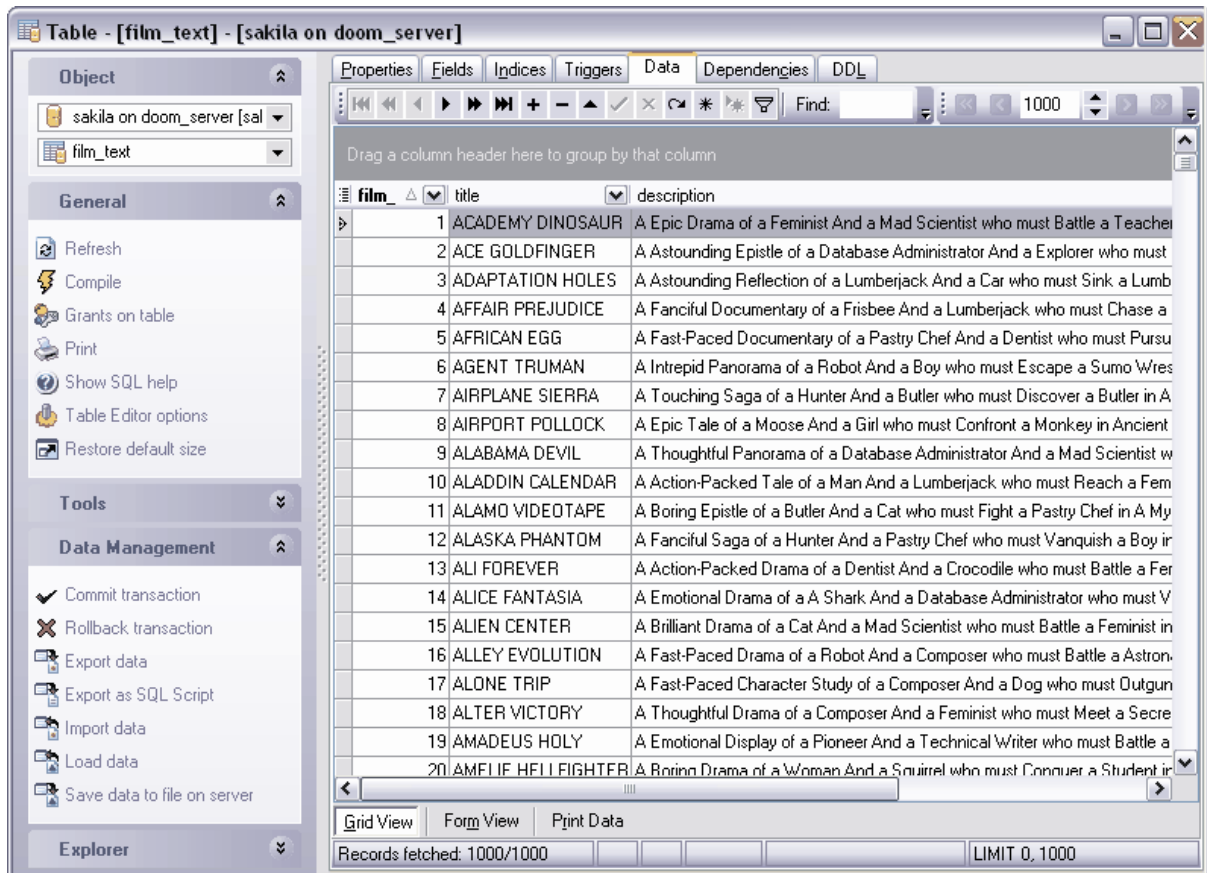 Table - [film_text] - [sakila on doom_server]
Object
sakila on doom_server [sal
film_text
General
Refresh
Compile
Grants on table
Print
Show SQL help
Table Editor options
Restore default size
Tools
Data Management
Commit transaction
Rollback transaction
Export data
Export as SQL Script
Import data
Load data
Save data to file on server
Explorer
Properties Fields Indices Triggers Data Dependencies DDL
Find: 1000
Drag a column header here to group by that column
film_ title description
1 ACADEMY DINOSAUR A Epic Drama of a Feminist And a Mad Scientist who must Battle a Teacher
2 ACE GOLDFINGER A Astounding Epistle of a Database Administrator And a Explorer who must
3 ADAPTATION HOLES A Astounding Reflection of a Lumberjack And a Car who must Sink a Lumb
4 AFFAIR PREJUDICE A Fanciful Documentary of a Frisbee And a Lumberjack who must Chase a
5 AFRICAN EGG A Fast-Paced Documentary of a Pastry Chef And a Dentist who must Pursu
6 AGENT TRUMAN A Intrepid Panorama of a Robot And a Boy who must Escape a Sumo Wres
7 AIRPLANE SIERRA A Touching Saga of a Hunter And a Butler who must Discover a Butler in A
8 AIRPORT POLLOCK A Epic Tale of a Moose And a Girl who must Confront a Monkey in Ancient
9 ALABAMA DEVIL A Thoughtful Panorama of a Database Administrator And a Mad Scientist w
10 ALADDIN CALENDAR A Action-Packed Tale of a Man And a Lumberjack who must Reach a Fem
11 ALAMO VIDEOTAPE A Boring Epistle of a Butler And a Cat who must Fight a Pastry Chef in A My
12 ALASKA PHANTOM A Fanciful Saga of a Hunter And a Pastry Chef who must Vanquish a Boy in
13 ALI FOREVER A Action-Packed Drama of a Dentist And a Crocodile who must Battle a Fer
14 ALICE FANTASIA A Emotional Drama of a A Shark And a Database Administrator who must V
15 ALIEN CENTER A Brilliant Drama of a Cat And a Mad Scientist who must Battle a Feminist in
16 ALLEY EVOLUTION A Fast-Paced Drama of a Robot And a Composer who must Battle a Astron
17 ALONE TRIP A Fast-Paced Character Study of a Composer And a Dog who must Outgun
18 ALTER VICTORY A Thoughtful Drama of a Composer And a Feminist who must Meet a Secre
19 AMADEUS HOLY A Emotional Display of a Pioneer And a Technical Writer who must Battle a
20 AMELIE HELLFIGHTER A Boring Drama of a Woman And a Squirrel who must Conquer a Student in
Grid View Form View Print Data
Records fetched: 1000/1000 LIMIT 0, 1000